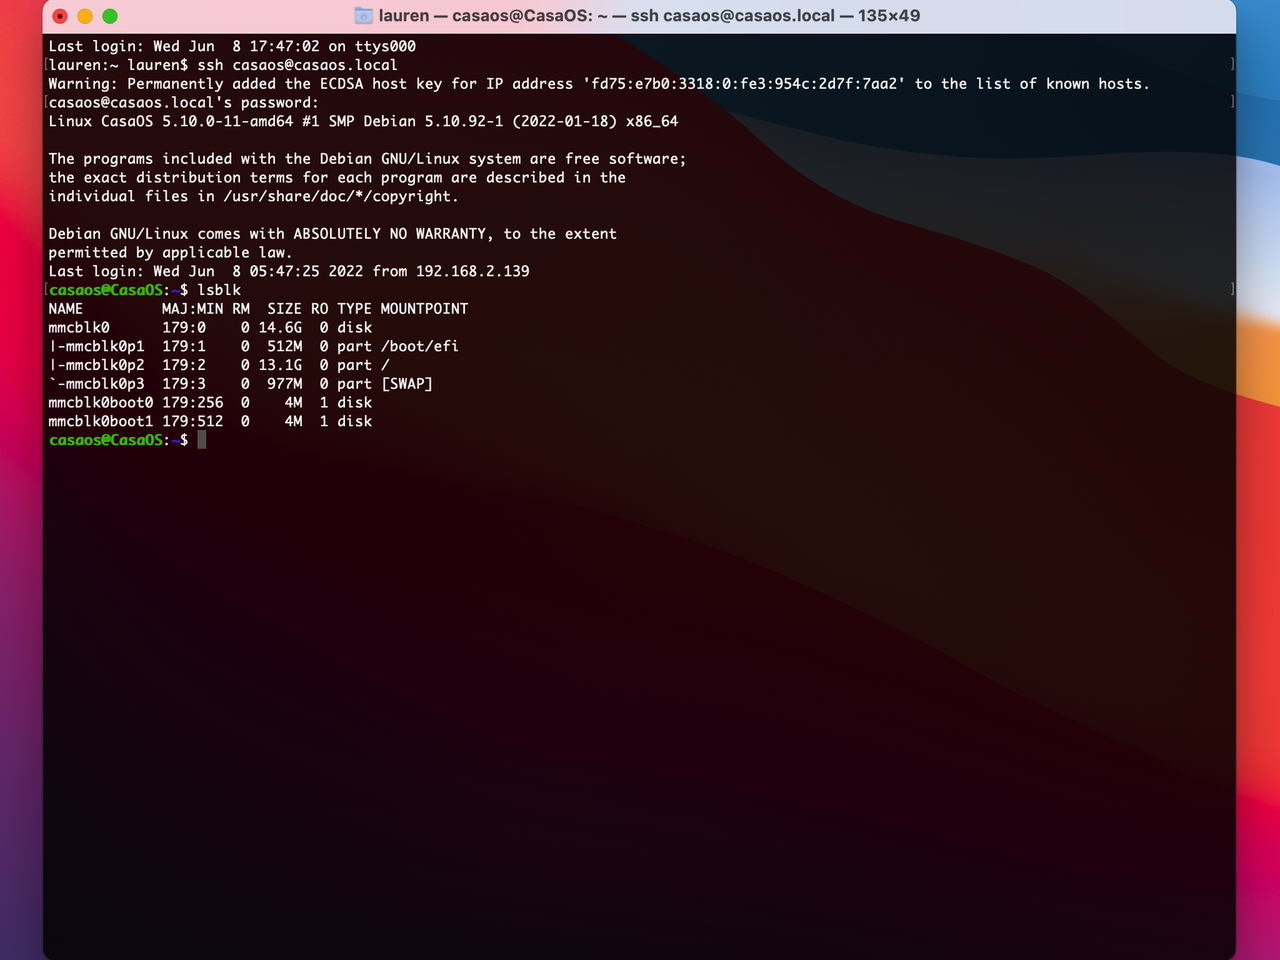 lauren — casaos@CasaOS: ~ — ssh casaos@casaos.local — 135×49
Last login: Wed Jun  8 17:47:02 on ttys000
[lauren:~ lauren$ ssh casaos@casaos.local ]
Warning: Permanently added the ECDSA host key for IP address 'fd75:e7b0:3318:0:fe3:954c:2d7f:7aa2' to the list of known hosts.
[casaos@casaos.local's password: ]
Linux CasaOS 5.10.0-11-amd64 #1 SMP Debian 5.10.92-1 (2022-01-18) x86_64

The programs included with the Debian GNU/Linux system are free software;
the exact distribution terms for each program are described in the
individual files in /usr/share/doc/*/copyright.

Debian GNU/Linux comes with ABSOLUTELY NO WARRANTY, to the extent
permitted by applicable law.
Last login: Wed Jun  8 05:47:25 2022 from 192.168.2.139
[casaos@CasaOS:~$ lsblk ]
NAME         MAJ:MIN RM  SIZE RO TYPE MOUNTPOINT
mmcblk0      179:0    0 14.6G  0 disk
|-mmcblk0p1  179:1    0  512M  0 part /boot/efi
|-mmcblk0p2  179:2    0 13.1G  0 part /
`-mmcblk0p3  179:3    0  977M  0 part [SWAP]
mmcblk0boot0 179:256  0    4M  1 disk
mmcblk0boot1 179:512  0    4M  1 disk
casaos@CasaOS:~$